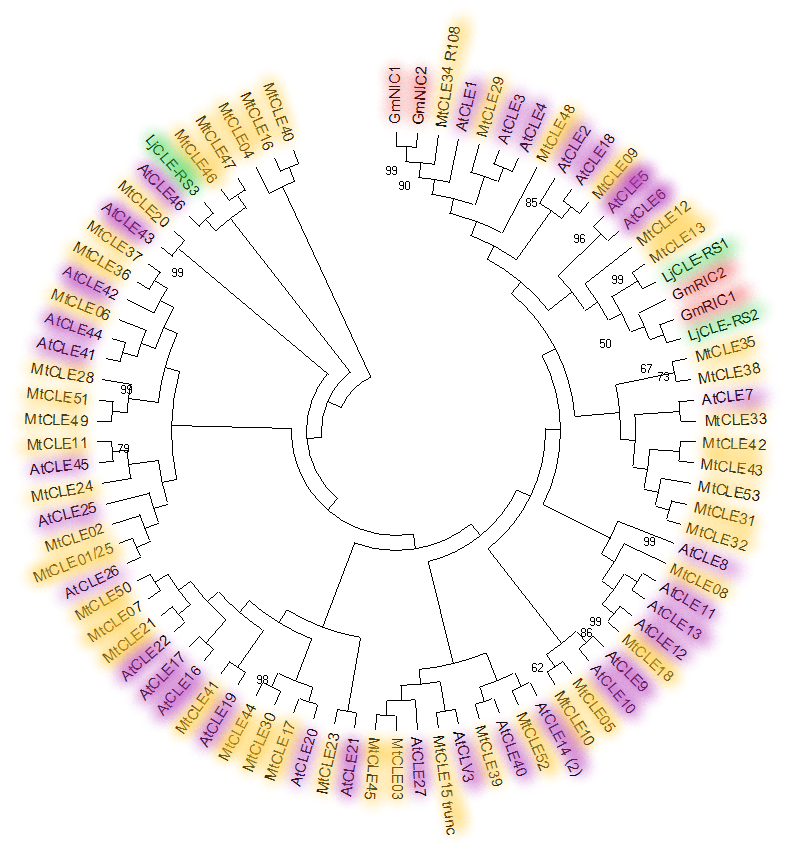 GmNIC1
GmNIC2
MtCLE34 R108
AtCLE1
MtCLE29
AtCLE3
AtCLE4
MtCLE48
AtCLE2
AtCLE18
MtCLE09
AtCLE5
AtCLE6
MtCLE12
MtCLE13
LjCLE-RS1
GmRIC2
GmRIC1
LjCLE-RS2
MtCLE35
MtCLE38
AtCLE7
MtCLE33
MtCLE42
MtCLE43
MtCLE53
MtCLE31
MtCLE32
AtCLE8
MtCLE08
AtCLE11
AtCLE13
AtCLE12
MtCLE18
AtCLE9
AtCLE10
MtCLE05
MtCLE10
AtCLE14 (2)
MtCLE52
AtCLE40
MtCLE39
AtCLV3
MtCLE15 trunc
AtCLE27
MtCLE03
MtCLE45
AtCLE21
MtCLE23
AtCLE20
MtCLE17
MtCLE30
MtCLE44
AtCLE19
MtCLE41
AtCLE16
AtCLE17
AtCLE22
MtCLE21
MtCLE07
MtCLE50
AtCLE26
MtCLE01/25
MtCLE02
AtCLE25
MtCLE24
AtCLE45
MtCLE11
MtCLE49
MtCLE51
MtCLE28
AtCLE41
AtCLE44
MtCLE06
AtCLE42
MtCLE36
MtCLE37
AtCLE43
MtCLE20
AtCLE46
LjCLE-RS3
MtCLE46
MtCLE47
MtCLE04
MtCLE16
MtCLE40
99
90
85
96
99
50
67
73
99
99
86
62
98
79
99
99